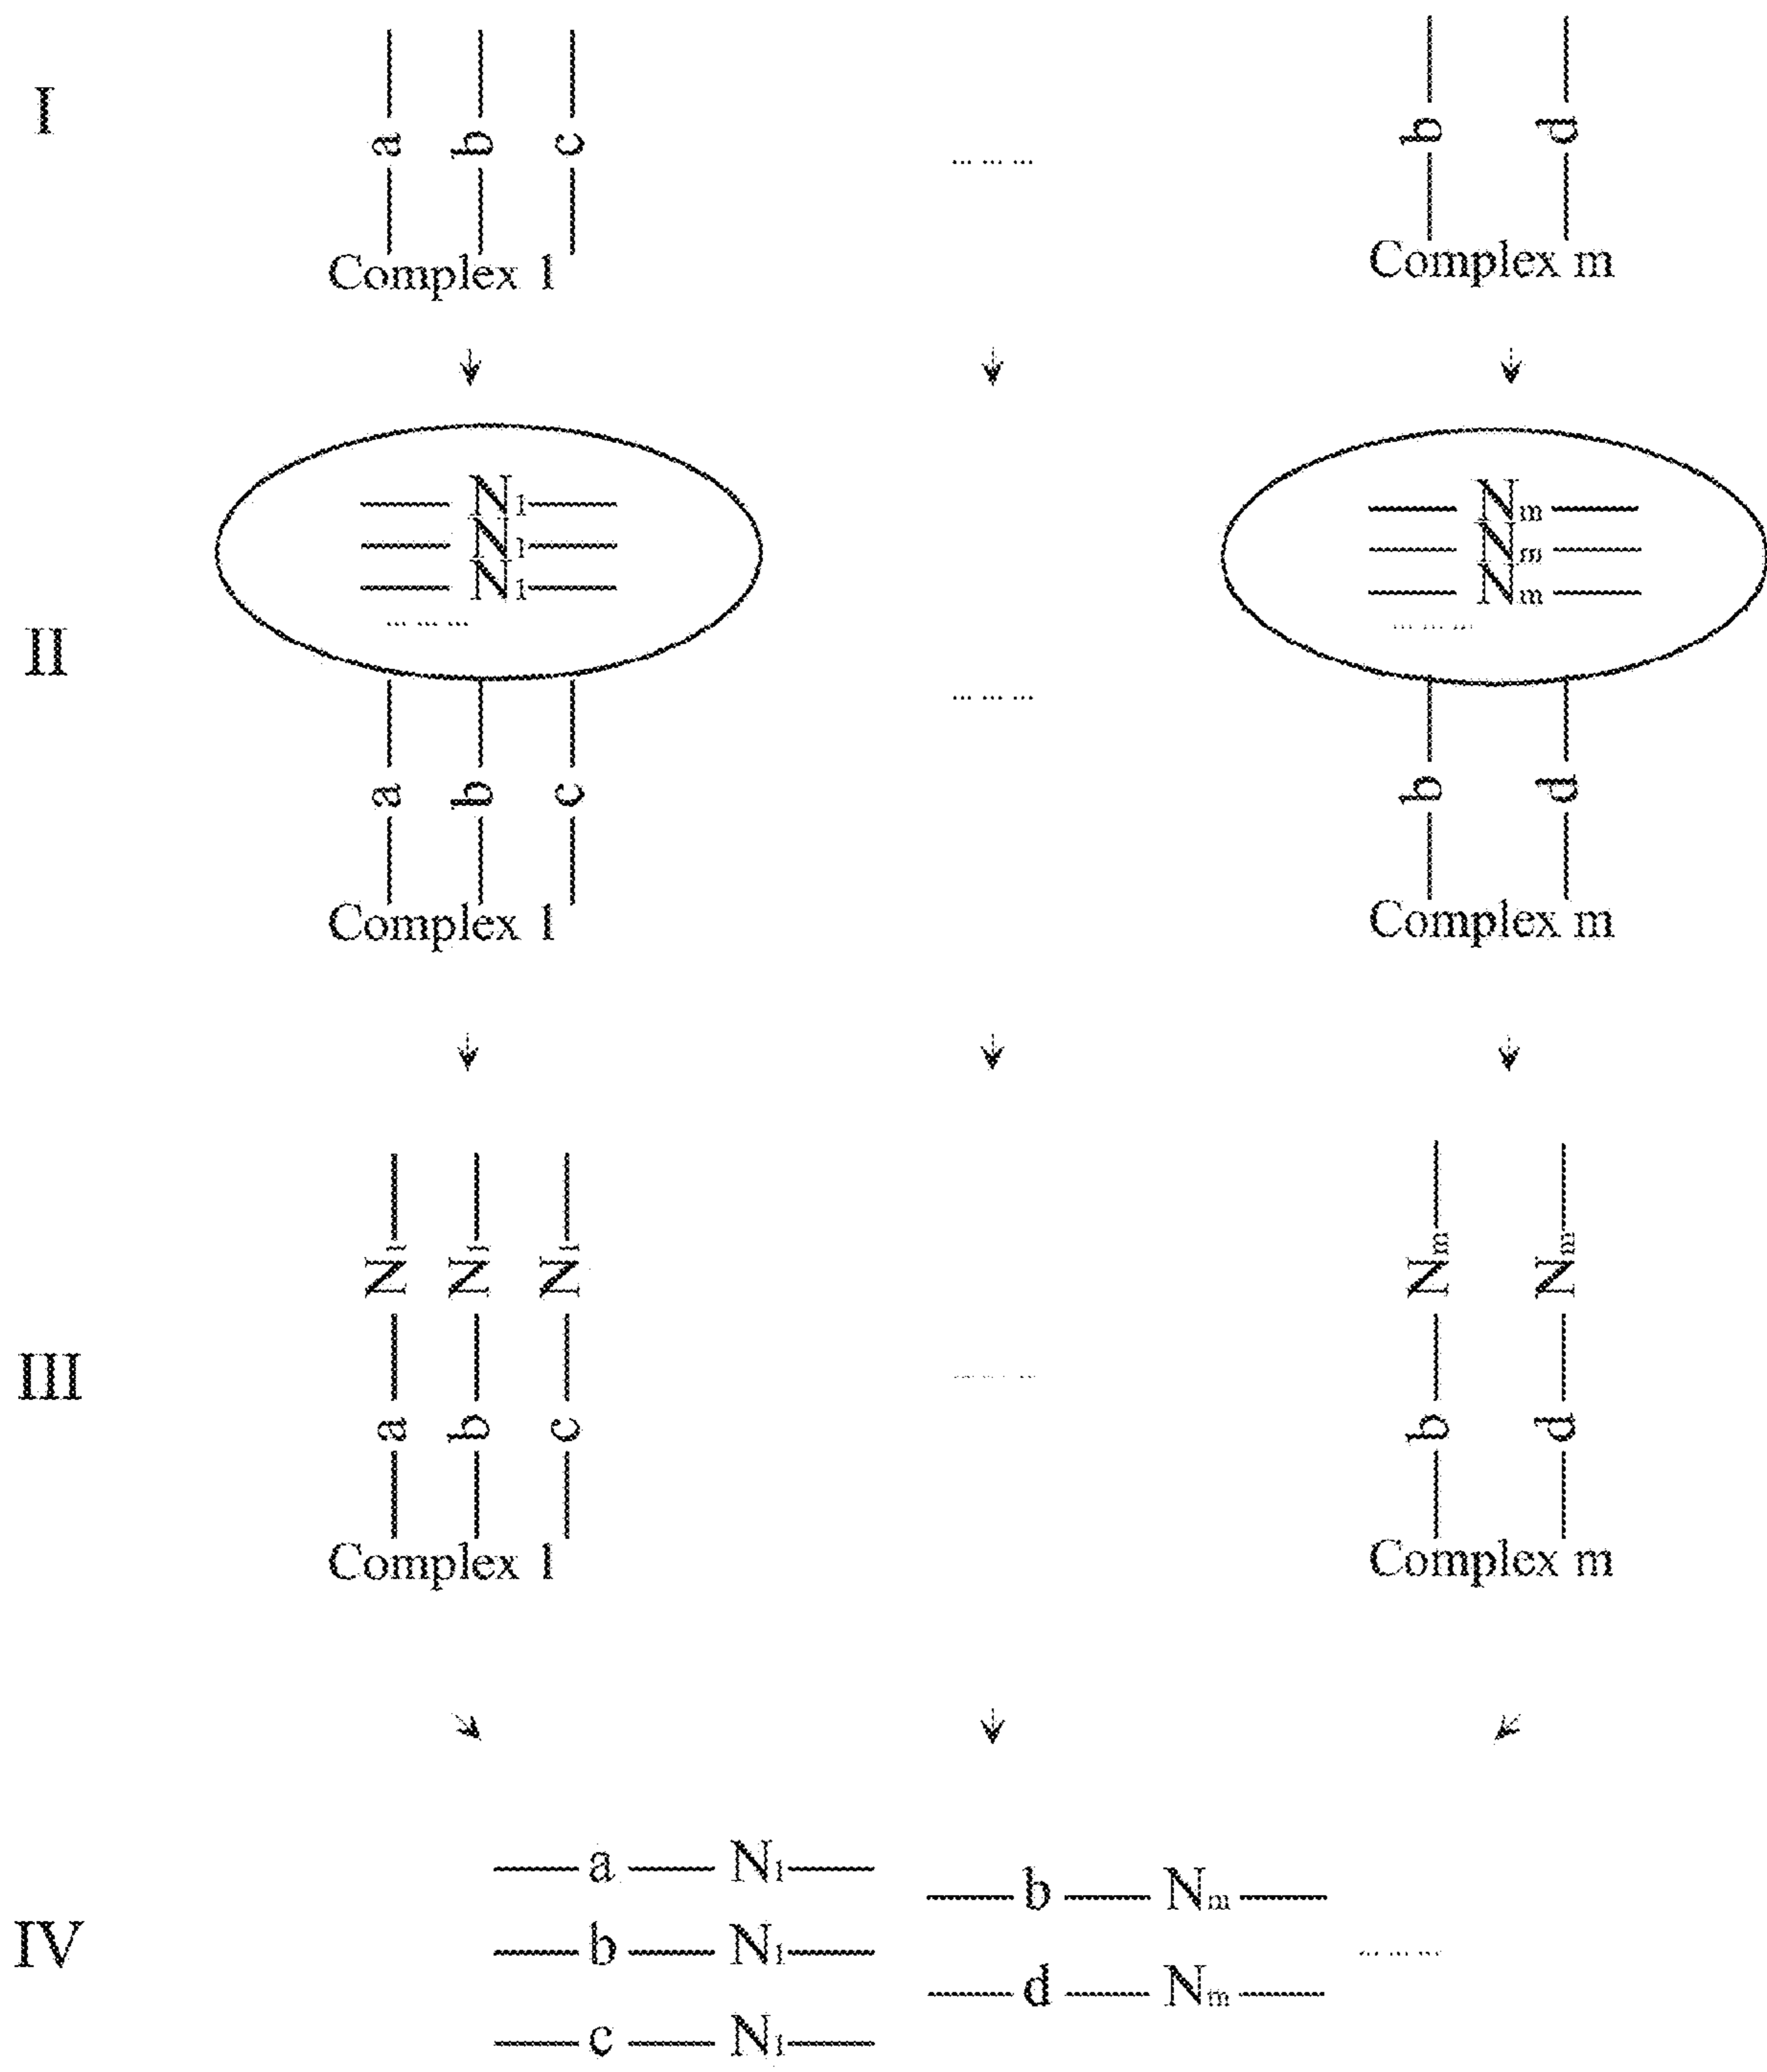 I
a b c
... ... ...
b d
Complex 1
Complex m
N1
N1
N1
... ... ...
Nm
Nm
Nm
... ... ...
II
... ... ...
a b c
b d
Complex 1
Complex m
N1 N1 N1
Nm Nm
III
... ... ...
a b c
b d
Complex 1
Complex m
IV
a N1
b N1
c N1
b Nm
d Nm
... ... ...